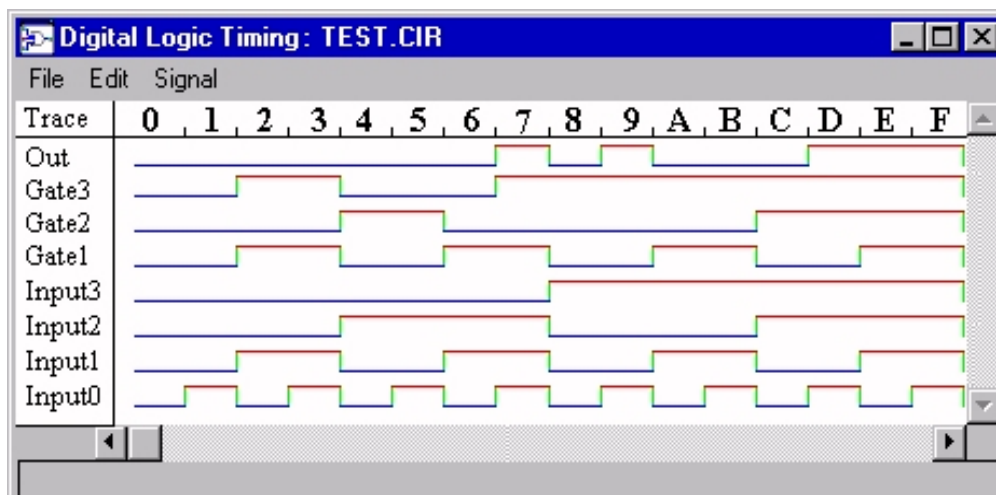 Digital Logic Timing: TEST.CIR
File Edit Signal
Trace 0 1 2 3 4 5 6 7 8 9 A B C D E F
Out
Gate3
Gate2
Gate1
Input3
Input2
Input1
Input0